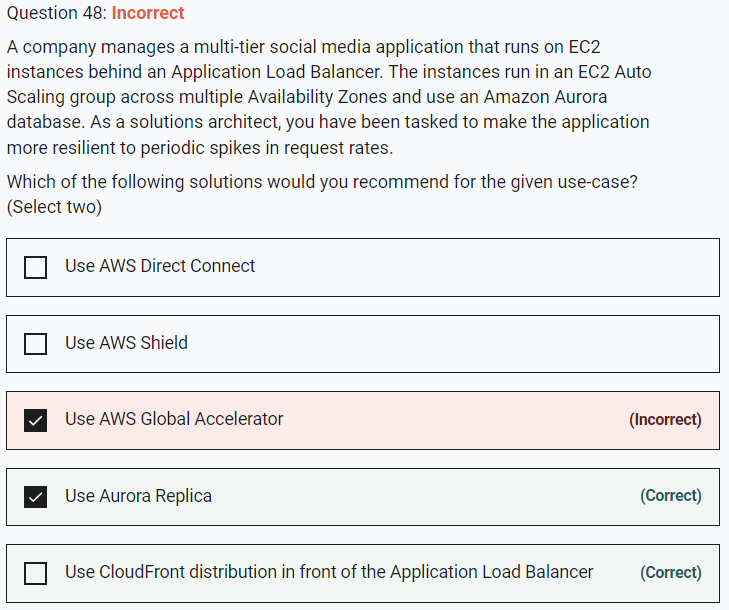 Question 48: Incorrect
A company manages a multi-tier social media application that runs on EC2
instances behind an Application Load Balancer. The instances run in an EC2 Auto
Scaling group across multiple Availability Zones and use an Amazon Aurora
database. As a solutions architect, you have been tasked to make the application
more resilient to periodic spikes in request rates.
Which of the following solutions would you recommend for the given use-case?
(Select two)
Use AWS Direct Connect
Use AWS Shield
Use AWS Global Accelerator (Incorrect)
Use Aurora Replica (Correct)
Use CloudFront distribution in front of the Application Load Balancer (Correct)